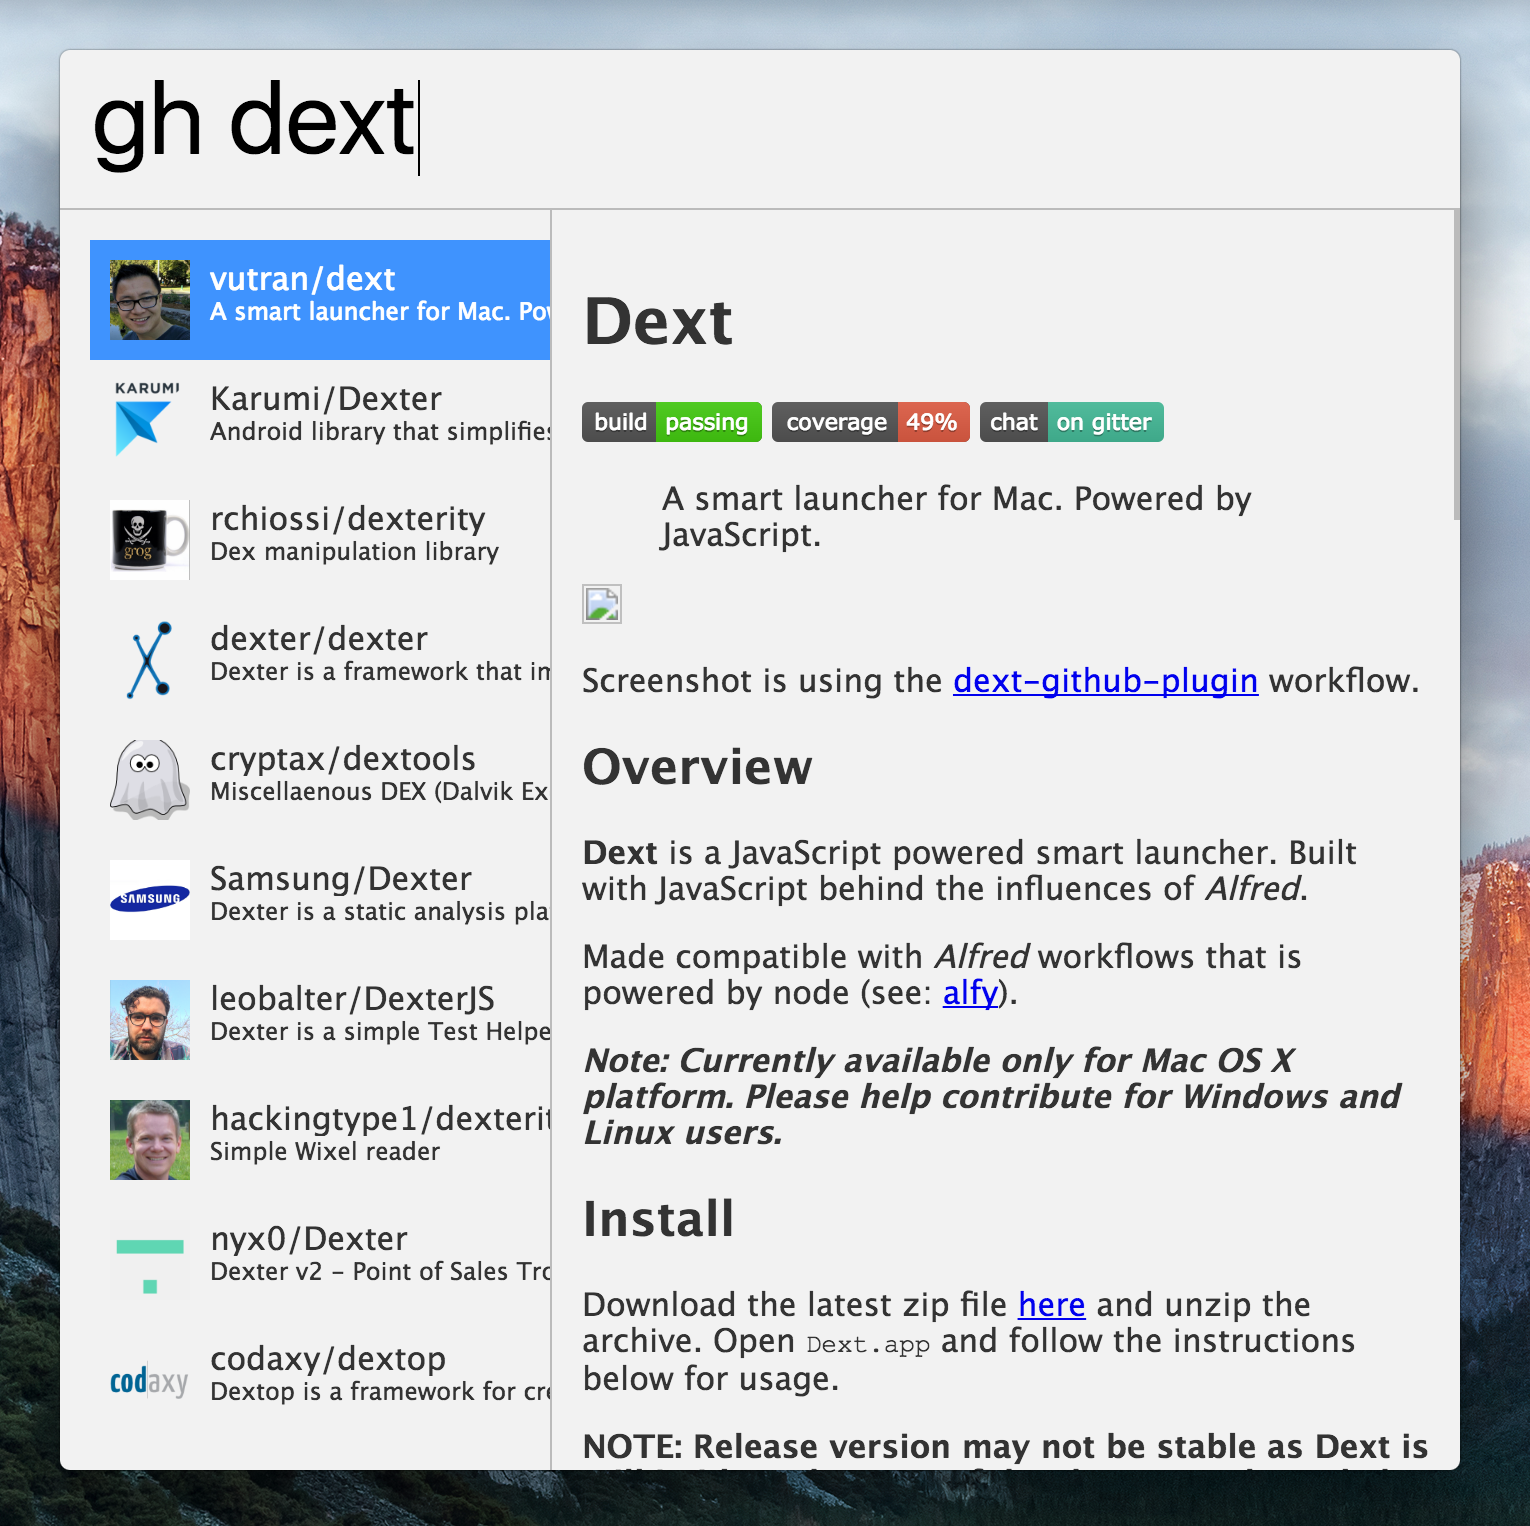 gh dext
vutran/dext
A smart launcher for Mac. Pow
KARUMI
Karumi/Dexter
Android library that simplifies
grog
rchiossi/dexterity
Dex manipulation library
dexter/dexter
Dexter is a framework that im
cryptax/dextools
Miscellaenous DEX (Dalvik Ex
SAMSUNG
Samsung/Dexter
Dexter is a static analysis pla
leobalter/DexterJS
Dexter is a simple Test Helpe
hackingtype1/dexterit
Simple Wixel reader
nyx0/Dexter
Dexter v2 - Point of Sales Tro
codaxy
codaxy/dextop
Dextop is a framework for cre
Dext
build passing coverage 49% chat on gitter
A smart launcher for Mac. Powered by
JavaScript.
Screenshot is using the dext-github-plugin workflow.
Overview
Dext is a JavaScript powered smart launcher. Built
with JavaScript behind the influences of Alfred.
Made compatible with Alfred workflows that is
powered by node (see: alfy).
Note: Currently available only for Mac OS X
platform. Please help contribute for Windows and
Linux users.
Install
Download the latest zip file here and unzip the
archive. Open Dext.app and follow the instructions
below for usage.
NOTE: Release version may not be stable as Dext is